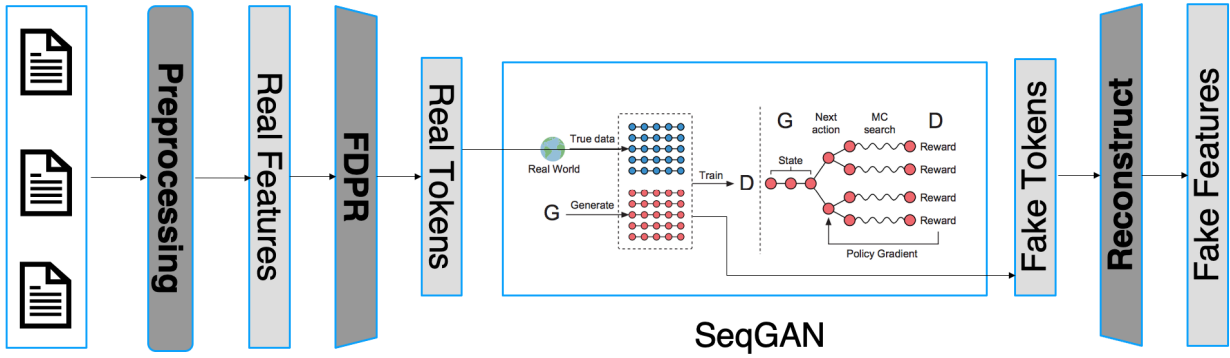 Preprocessing
Real Features
FDPR
Real Tokens
True data
Real World
G
Generate
Train
D
G
Next
action
MC
search
D
State
Reward
Reward
Reward
Reward
Policy Gradient
SeqGAN
Fake Tokens
Reconstruct
Fake Features